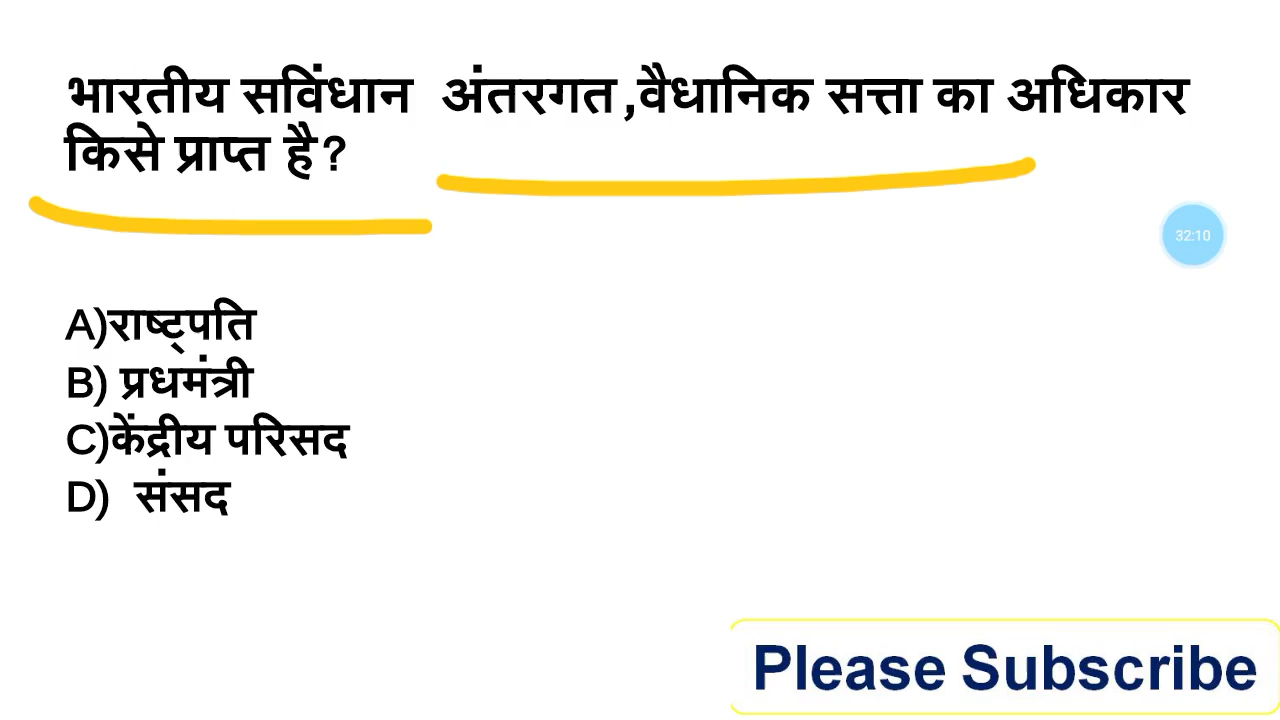 भारतीय सविंधान अंतरगत,वैधानिक सत्ता का अधिकार
किसे प्राप्त है?
32:10
A)राष्ट्पति
B) प्रधमंत्री
C)केंद्रीय परिसद
D) संसद
Please Subscribe